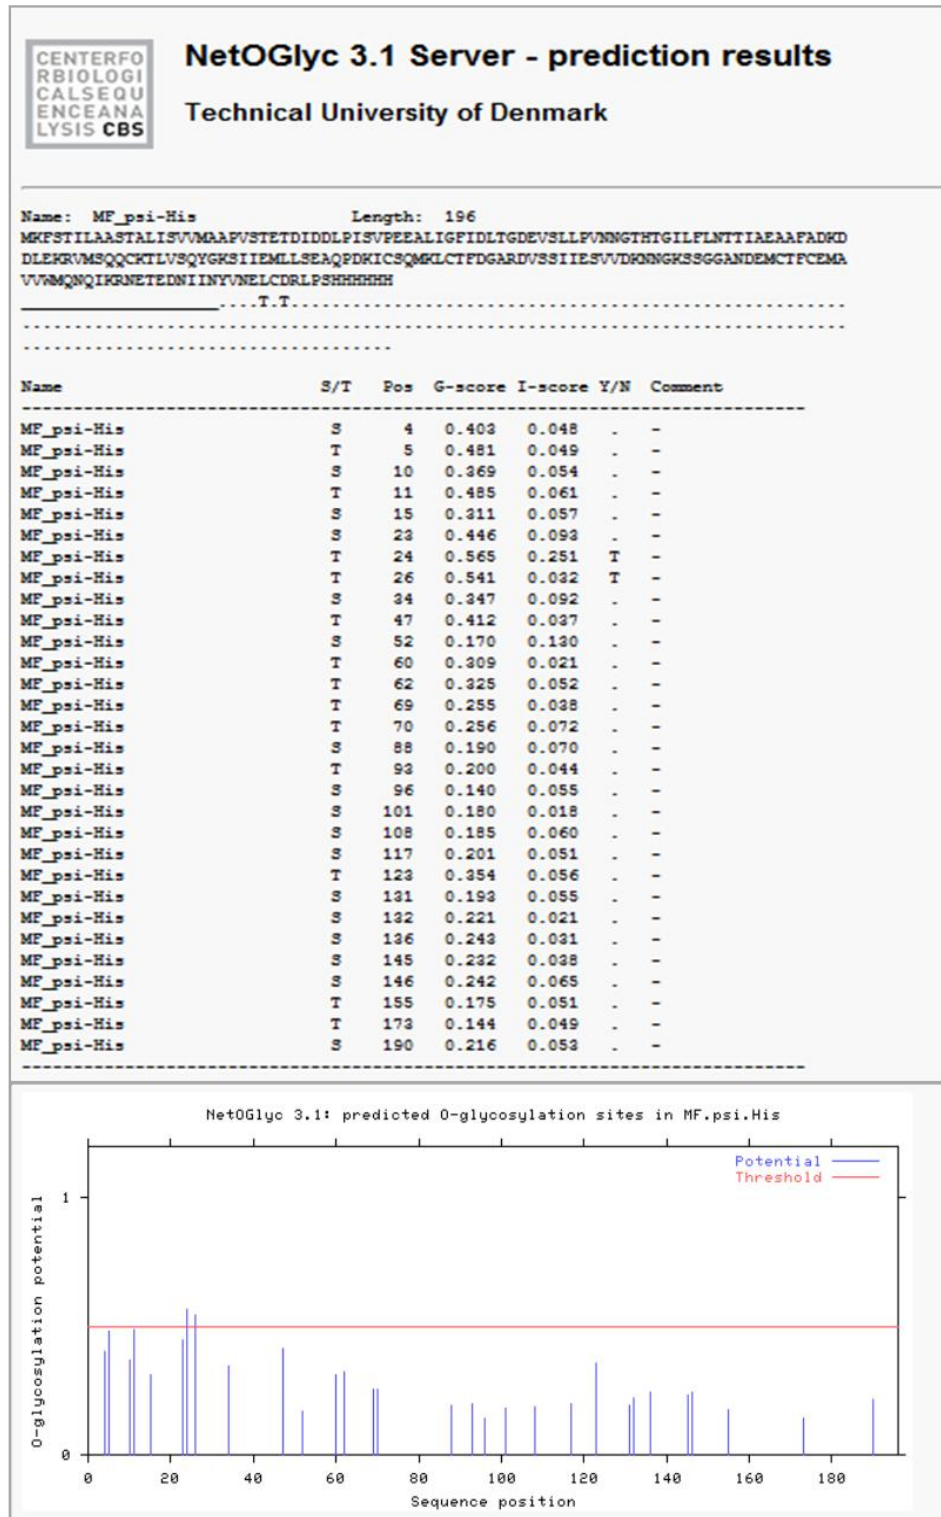 CENTERFO
RBIOLOGI
CALSEQU
ENCEANA
LYSIS CBS
NetOGlyc 3.1 Server - prediction results
Technical University of Denmark
Name: MF_psi-His Length: 196
MKFSTILAASTALISVVMAAPVSTETDIDDLPISVPEEALIGFIDLTGDEVSLLPVNNGTHTGILFLNTTIAEAAFADKD
DLEKRVMSQQCKTLVSQYGKSIIEMLLSEAQPDKICSQMKLCTFDGARDVSSIIESVVDKNNGKSSGGANDEMCTFCEMA
VVWMQNQIKRNETEDNIINYVNELCDRLPSHHHHHH
___________________....T.T......................................................
................................................................................
....................................
Name S/T Pos G-score I-score Y/N Comment
----------------------------------------------------------------------------
MF_psi-His S 4 0.403 0.048 . -
MF_psi-His T 5 0.481 0.049 . -
MF_psi-His S 10 0.369 0.054 . -
MF_psi-His T 11 0.485 0.061 . -
MF_psi-His S 15 0.311 0.057 . -
MF_psi-His S 23 0.446 0.093 . -
MF_psi-His T 24 0.565 0.251 T -
MF_psi-His T 26 0.541 0.032 T -
MF_psi-His S 34 0.347 0.092 . -
MF_psi-His T 47 0.412 0.037 . -
MF_psi-His S 52 0.170 0.130 . -
MF_psi-His T 60 0.309 0.021 . -
MF_psi-His T 62 0.325 0.052 . -
MF_psi-His T 69 0.255 0.038 . -
MF_psi-His T 70 0.256 0.072 . -
MF_psi-His S 88 0.190 0.070 . -
MF_psi-His T 93 0.200 0.044 . -
MF_psi-His S 96 0.140 0.055 . -
MF_psi-His S 101 0.180 0.018 . -
MF_psi-His S 108 0.185 0.060 . -
MF_psi-His S 117 0.201 0.051 . -
MF_psi-His T 123 0.354 0.056 . -
MF_psi-His S 131 0.193 0.055 . -
MF_psi-His S 132 0.221 0.021 . -
MF_psi-His S 136 0.243 0.031 . -
MF_psi-His S 145 0.232 0.038 . -
MF_psi-His S 146 0.242 0.065 . -
MF_psi-His T 155 0.175 0.051 . -
MF_psi-His T 173 0.144 0.049 . -
MF_psi-His S 190 0.216 0.053 . -
----------------------------------------------------------------------------
NetOGlyc 3.1: predicted O-glycosylation sites in MF.psi.His
Potential
Threshold
1
O-glycosylation potential
0
0 20 40 60 80 100 120 140 160 180
Sequence position